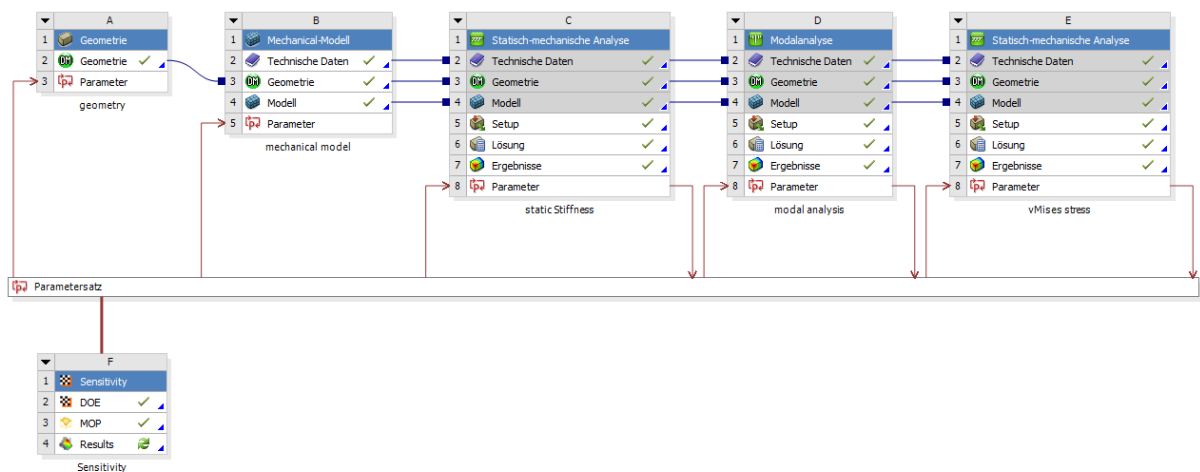 A
1 Geometrie
2 Geometrie
3 Parameter
geometry
B
1 Mechanical-Modell
2 Technische Daten
3 Geometrie
4 Modell
5 Parameter
mechanical model
C
1 Statisch-mechanische Analyse
2 Technische Daten
3 Geometrie
4 Modell
5 Setup
6 Lösung
7 Ergebnisse
8 Parameter
static Stiffness
D
1 Modalanalyse
2 Technische Daten
3 Geometrie
4 Modell
5 Setup
6 Lösung
7 Ergebnisse
8 Parameter
modal analysis
E
1 Statisch-mechanische Analyse
2 Technische Daten
3 Geometrie
4 Modell
5 Setup
6 Lösung
7 Ergebnisse
8 Parameter
vMises stress
Parametersatz
F
1 Sensitivity
2 DOE
3 MOP
4 Results
Sensitivity